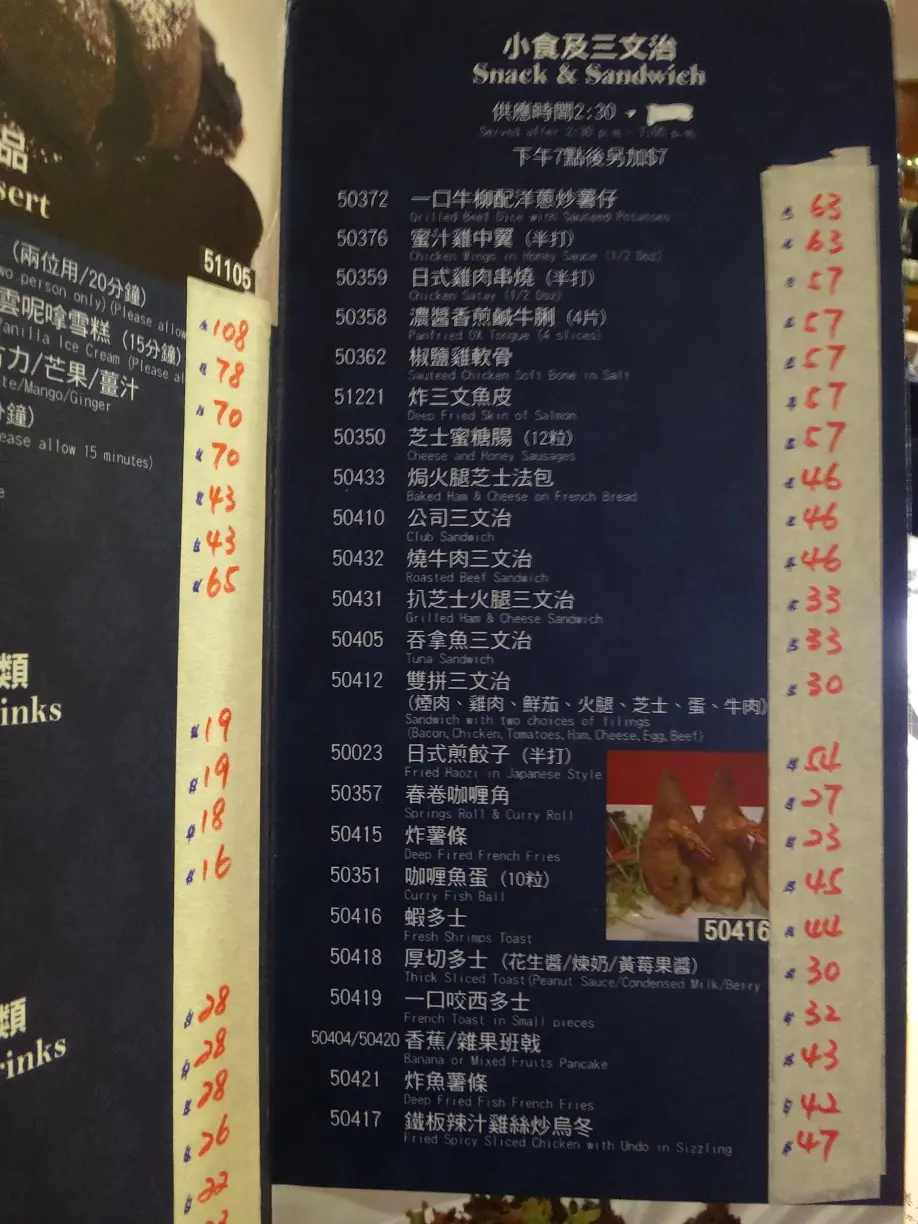 品
sert
51105
(兩位用/20分鐘)
wo person only)(Please allow
108
雲呢嗱雪糕 (15分鐘)
Vanilla Ice Cream (Please al
78
古力/芒果/薑汁
te/Mango/Ginger
70
分鐘)
ease allow 15 minutes)
70
43
43
65
類
inks
19
19
18
16
類
rinks
28
28
28
26
22
小食及三文治
Snack & Sandwich
供應時間2:30 -
Served after 2:30 p.m. - 7:00 p.m.
下午7點後另加$7
50372 一口牛柳配洋蔥炒薯仔 $63
Grilled Beef Dice with Sauteed Potatoes
50376 蜜汁雞中翼 (半打) $63
Chicken Wings in Honey Sauce (1/2 Doz)
50359 日式雞肉串燒 (半打) $57
Chicken Satay (1/2 Doz)
50358 濃醬香煎鹹牛脷 (4片) $57
Panfried OX Tongue (4 slices)
50362 椒鹽雞軟骨 $57
Sauteed Chicken Soft Bone in Salt
51221 炸三文魚皮 $57
Deep Fried Skin of Salmon
50350 芝士蜜糖腸 (12粒) $57
Cheese and Honey Sausages
50433 焗火腿芝士法包 $46
Baked Ham & Cheese on French Bread
50410 公司三文治 $46
Club Sandwich
50432 燒牛肉三文治 $46
Roasted Beef Sandwich
50431 扒芝士火腿三文治 $33
Grilled Ham & Cheese Sandwich
50405 吞拿魚三文治 $33
Tuna Sandwich
50412 雙拼三文治 $30
(煙肉、雞肉、鮮茄、火腿、芝士、蛋、牛肉)
Sandwich with two choices of filings
(Bacon,Chicken,Tomatoes,Ham,Cheese,Egg,Beef)
50023 日式煎餃子 (半打) $54
Fried Haozi in Japanese Style
50357 春卷咖喱角 $27
Springs Roll & Curry Roll
50415 炸薯條 $23
Deep Fired French Fries
50351 咖喱魚蛋 (10粒) $45
Curry Fish Ball
50416 蝦多士 $44
Fresh Shrimps Toast
50416
50418 厚切多士 (花生醬/煉奶/黃莓果醬) $30
Thick Sliced Toast(Peanut Sauce/Condensed Milk/Berry
50419 一口咬西多士 $32
French Toast in Small pieces
50404/50420 香蕉/雜果班戟 $43
Banana or Mixed Fruits Pancake
50421 炸魚薯條 $42
Deep Fried Fish French Fries
50417 鐵板辣汁雞絲炒烏冬 $47
Fried Spicy Sliced Chicken with Undo in Sizzling